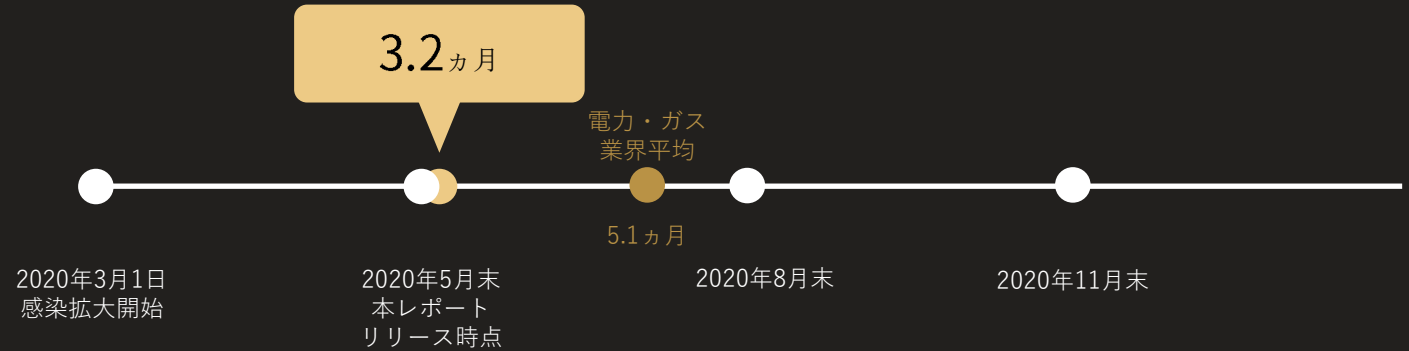 3.2ヵ月
電力・ガス
業界平均
5.1ヵ月
2020年3月1日
感染拡大開始
2020年5月末
本レポート
リリース時点
2020年8月末
2020年11月末